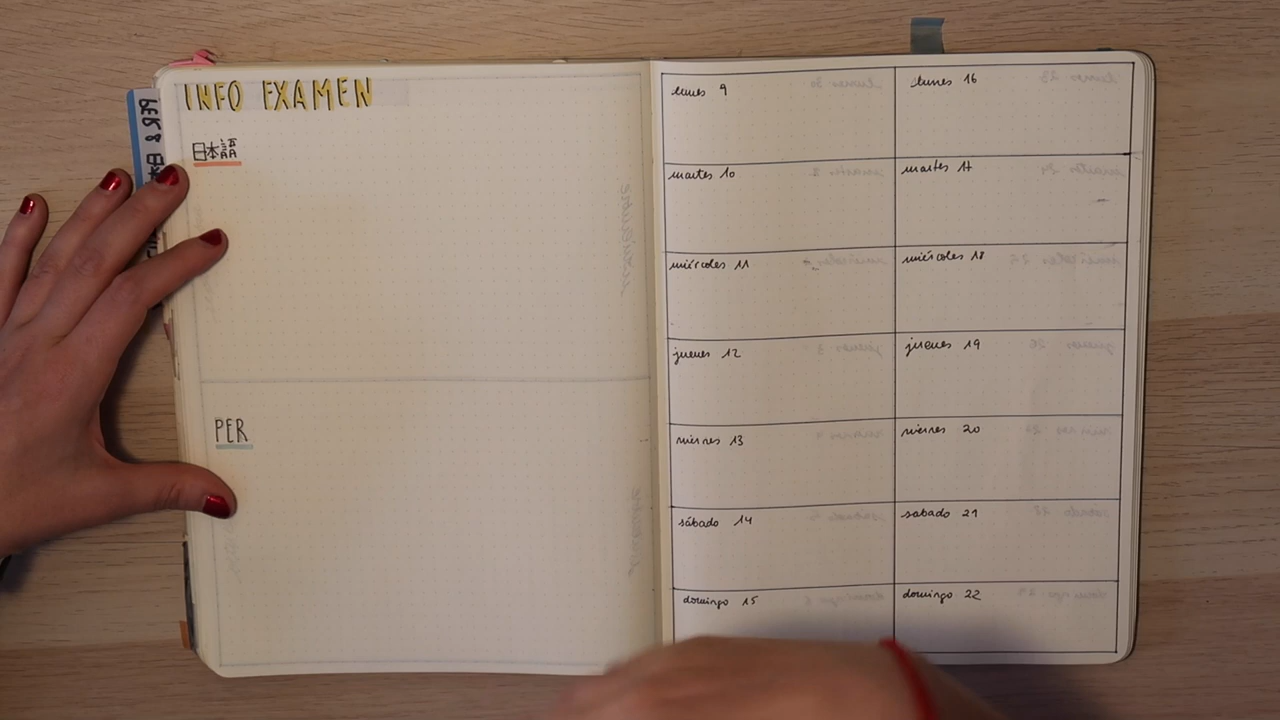 INFO EXAMEN
日本語
PER
lunes 9
martes 10
miércoles 11
jueves 12
viernes 13
sábado 14
domingo 15
lunes 16
martes 17
miércoles 18
jueves 19
viernes 20
sabado 21
domingo 22